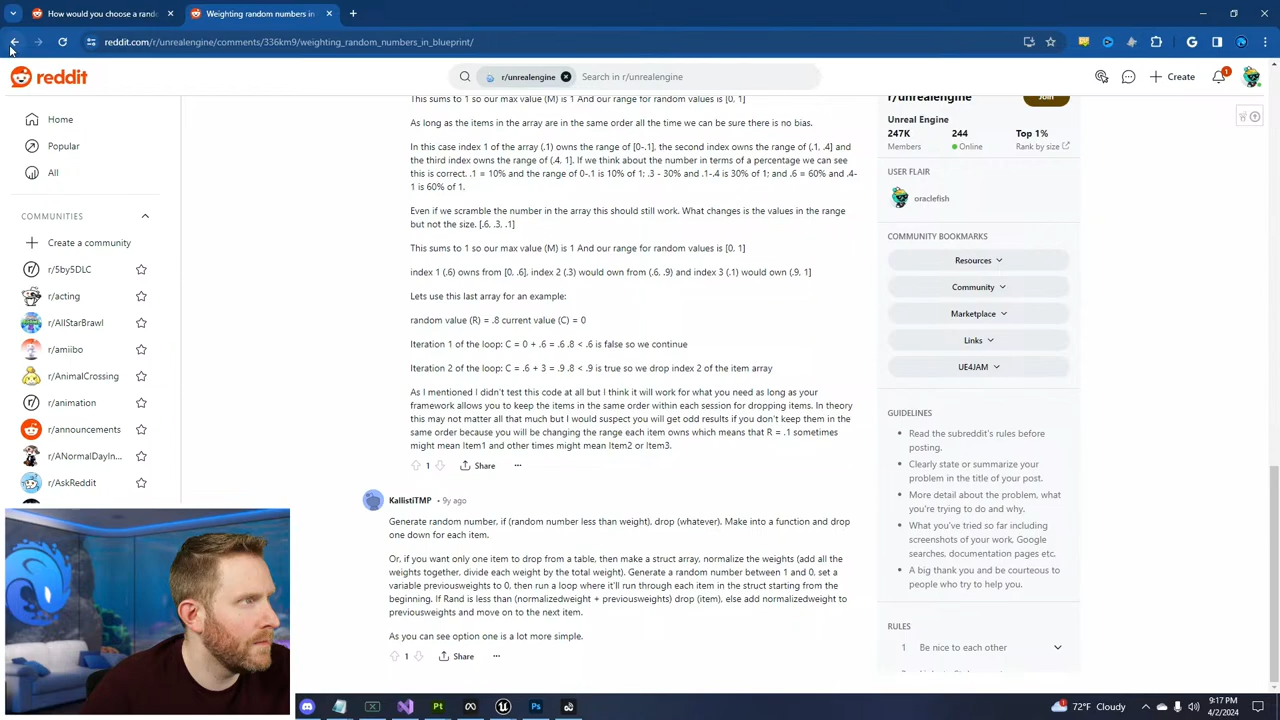 How would you choose a rando
Weighting random numbers in
reddit.com/r/unrealengine/comments/336km9/weighting_random_numbers_in_blueprint/
reddit
r/unrealengine
Search in r/unrealengine
Create
1
Home
Popular
All
COMMUNITIES
Create a community
r/5by5DLC
r/acting
r/AllStarBrawl
r/amiibo
r/AnimalCrossing
r/animation
r/announcements
r/ANormalDayIn...
r/AskReddit
This sums to 1 so our max value (M) is 1 And our range for random values is [0, 1]
As long as the items in the array are in the same order all the time we can be sure there is no bias.
In this case index 1 of the array (.1) owns the range of [0-.1], the second index owns the range of (.1, .4] and
the third index owns the range of (.4, 1]. If we think about the number in terms of a percentage we can see
this is correct. .1 = 10% and the range of 0-.1 is 10% of 1; .3 - 30% and .1-.4 is 30% of 1; and .6 = 60% and .4-
1 is 60% of 1.
Even if we scramble the number in the array this should still work. What changes is the values in the range
but not the size. [.6, .3, .1]
This sums to 1 so our max value (M) is 1 And our range for random values is [0, 1]
index 1 (.6) owns from [0, .6], index 2 (.3) would own from (.6, .9) and index 3 (.1) would own (.9, 1]
Lets use this last array for an example:
random value (R) = .8 current value (C) = 0
Iteration 1 of the loop: C = 0 + .6 = .6 .8 < .6 is false so we continue
Iteration 2 of the loop: C = .6 + 3 = .9 .8 < .9 is true so we drop index 2 of the item array
As I mentioned I didn't test this code at all but I think it will work for what you need as long as your
framework allows you to keep the items in the same order within each session for dropping items. In theory
this may not matter all that much but I would suspect you will get odd results if you don't keep them in the
same order because you will be changing the range each item owns which means that R = .1 sometimes
might mean Item1 and other times might mean Item2 or Item3.
1 Share ...
KallistiTMP • 9y ago
Generate random number, if (random number less than weight), drop (whatever). Make into a function and drop
one down for each item.
Or, if you want only one item to drop from a table, then make a struct array, normalize the weights (add all the
weights together, divide each weight by the total weight). Generate a random number between 1 and 0, set a
variable previousweights to 0, then run a loop where it'll run through each item in the struct starting from the
beginning. If Rand is less than (normalizedweight + previousweights) drop (item), else add normalizedweight to
previousweights and move on to the next item.
As you can see option one is a lot more simple.
1 Share ...
r/unrealengine
Join
Unreal Engine
247K 244 Top 1%
Members Online Rank by size
USER FLAIR
oraclefish
COMMUNITY BOOKMARKS
Resources
Community
Marketplace
Links
UE4JAM
GUIDELINES
• Read the subreddit's rules before
posting.
• Clearly state or summarize your
problem in the title of your post.
• More detail about the problem, what
you're trying to do and why.
• What you've tried so far including
screenshots of your work, Google
searches, documentation pages etc.
• A big thank you and be courteous to
people who try to help you.
RULES
1 Be nice to each other
72°F Cloudy
9:17 PM
4/2/2024